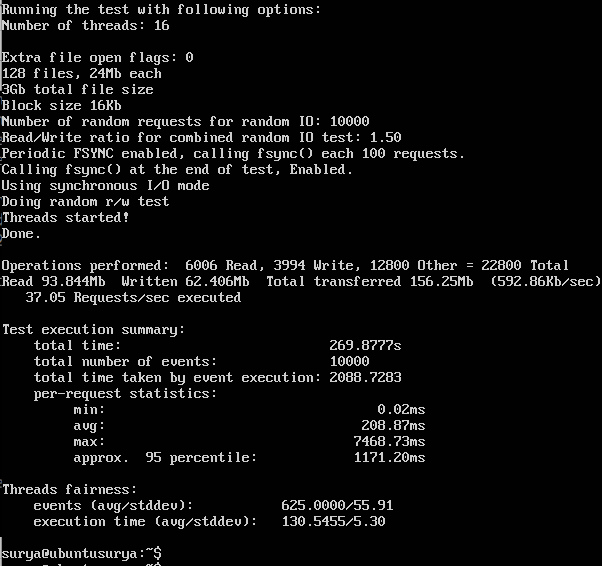 Running the test with following options:
Number of threads: 16
Extra file open flags: 0
128 files, 24Mb each
3Gb total file size
Block size 16Kb
Number of random requests for random IO: 10000
Read/Write ratio for combined random IO test: 1.50
Periodic FSYNC enabled, calling fsync() each 100 requests.
Calling fsync() at the end of test, Enabled.
Using synchronous I/O mode
Doing random r/w test
Threads started!
Done.
Operations performed:  6006 Read, 3994 Write, 12800 Other = 22800 Total
Read 93.844Mb  Written 62.406Mb  Total transferred 156.25Mb  (592.86Kb/sec)
37.05 Requests/sec executed
Test execution summary:
total time: 269.8777s
total number of events: 10000
total time taken by event execution: 2088.7283
per-request statistics:
min: 0.02ms
avg: 208.87ms
max: 7468.73ms
approx.  95 percentile: 1171.20ms
Threads fairness:
events (avg/stddev): 625.0000/55.91
execution time (avg/stddev): 130.5455/5.30
surya@ubuntusurya:~$